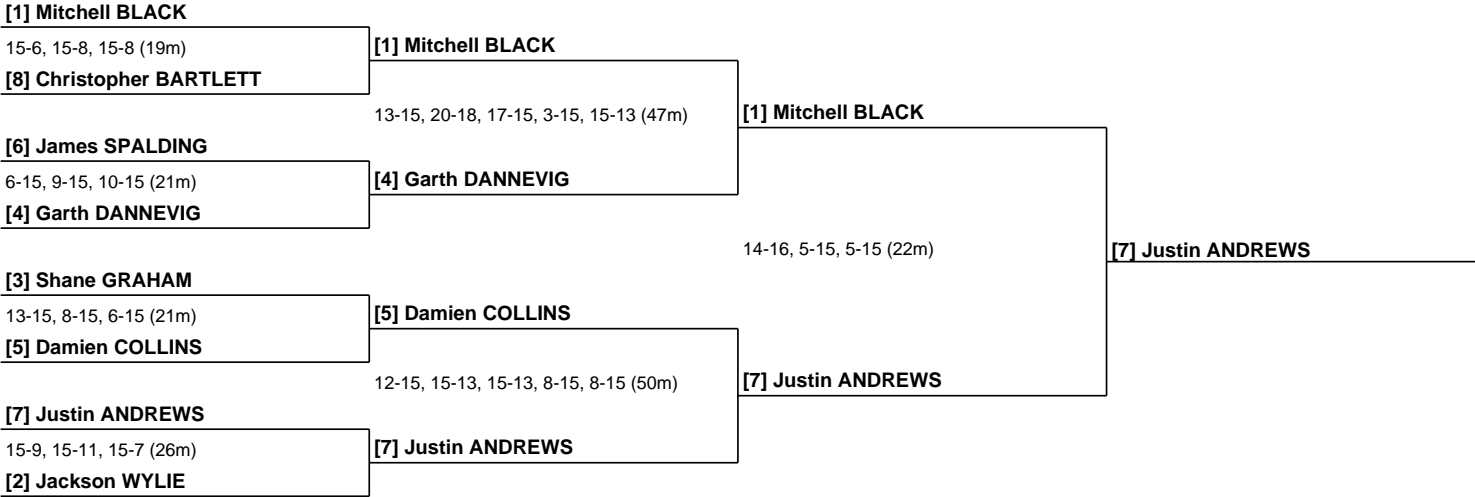 [1] Mitchell BLACK
15-6, 15-8, 15-8 (19m)
[8] Christopher BARTLETT
[6] James SPALDING
6-15, 9-15, 10-15 (21m)
[4] Garth DANNEVIG
[3] Shane GRAHAM
13-15, 8-15, 6-15 (21m)
[5] Damien COLLINS
[7] Justin ANDREWS
15-9, 15-11, 15-7 (26m)
[2] Jackson WYLIE
[1] Mitchell BLACK
13-15, 20-18, 17-15, 3-15, 15-13 (47m)
[4] Garth DANNEVIG
[5] Damien COLLINS
12-15, 15-13, 15-13, 8-15, 8-15 (50m)
[7] Justin ANDREWS
[1] Mitchell BLACK
14-16, 5-15, 5-15 (22m)
[7] Justin ANDREWS
[7] Justin ANDREWS